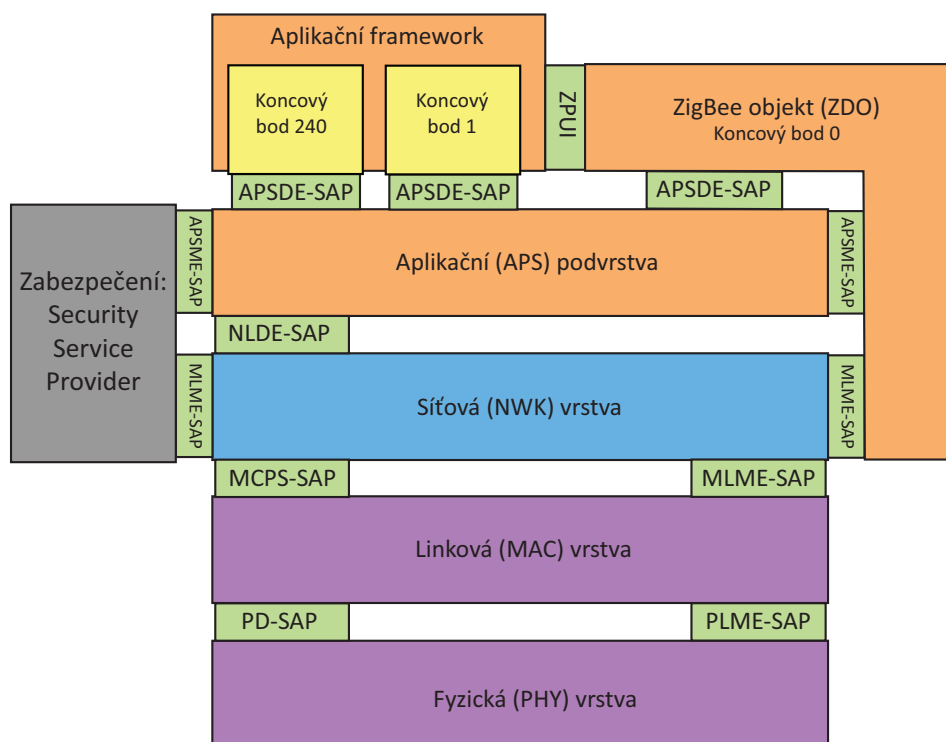 Aplikační framework
Koncový
bod 240
Koncový
bod 1
ZPUI
ZigBee objekt (ZDO)
Koncový bod 0
APSDE-SAP
APSDE-SAP
APSDE-SAP
Zabezpečení:
Security
Service
Provider
APSME-SAP
Aplikační (APS) podvrstva
APSME-SAP
NLDE-SAP
MLME-SAP
Síťová (NWK) vrstva
MLME-SAP
MCPS-SAP
MLME-SAP
Linková (MAC) vrstva
PD-SAP
PLME-SAP
Fyzická (PHY) vrstva